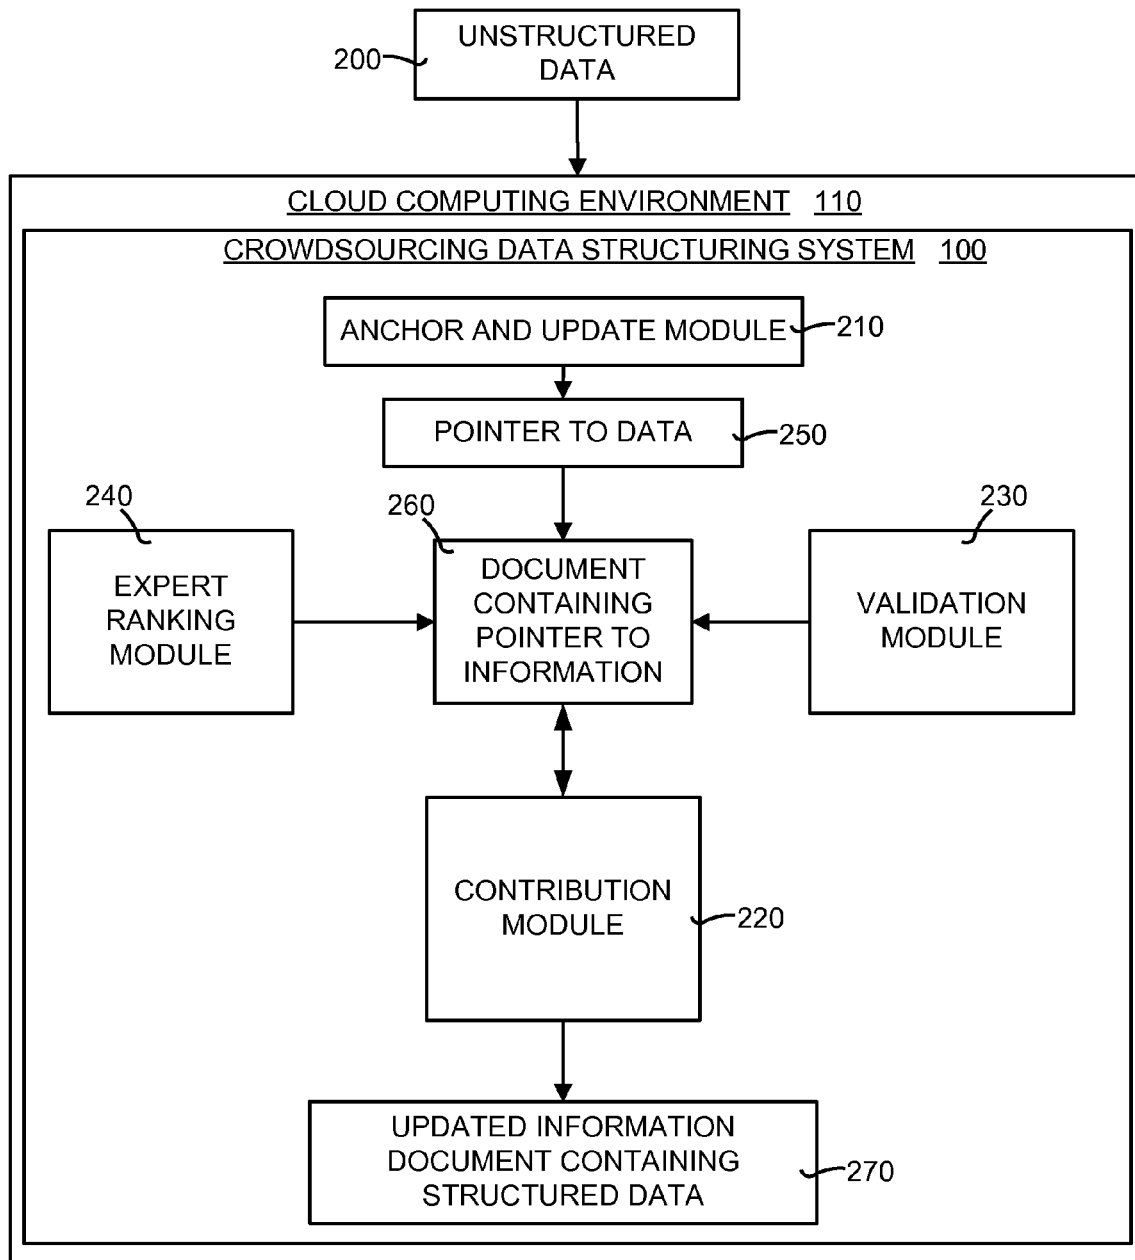 UNSTRUCTURED
DATA
200
CLOUD COMPUTING ENVIRONMENT 110
CROWDSOURCING DATA STRUCTURING SYSTEM 100
ANCHOR AND UPDATE MODULE
210
POINTER TO DATA
250
240
260
230
EXPERT
RANKING
MODULE
DOCUMENT
CONTAINING
POINTER TO
INFORMATION
VALIDATION
MODULE
CONTRIBUTION
MODULE
220
UPDATED INFORMATION
DOCUMENT CONTAINING
STRUCTURED DATA
270